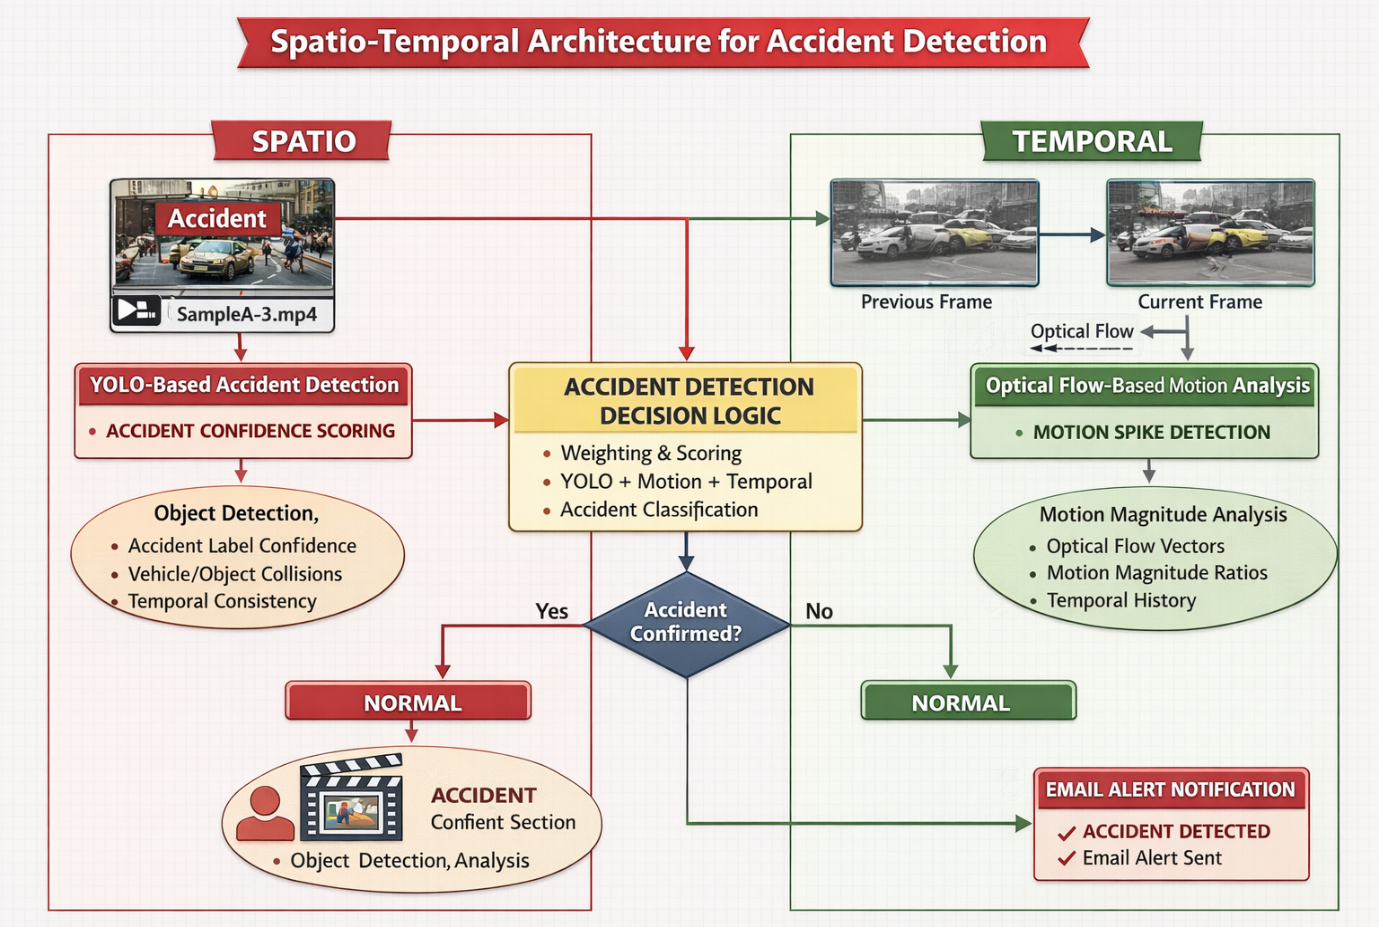 Spatio-Temporal Architecture for Accident Detection
SPATIO
Accident
SampleA-3.mp4
YOLO-Based Accident Detection
• ACCIDENT CONFIDENCE SCORING
Object Detection,
• Accident Label Confidence
• Vehicle/Object Collisions
• Temporal Consistency
ACCIDENT DETECTION
DECISION LOGIC
• Weighting & Scoring
• YOLO + Motion + Temporal
• Accident Classification
TEMPORAL
Previous Frame
Current Frame
Optical Flow
Optical Flow-Based Motion Analysis
• MOTION SPIKE DETECTION
Motion Magnitude Analysis
• Optical Flow Vectors
• Motion Magnitude Ratios
• Temporal History
Accident
Confirmed?
Yes
No
NORMAL
NORMAL
ACCIDENT
Confient Section
• Object Detection, Analysis
EMAIL ALERT NOTIFICATION
✓ ACCIDENT DETECTED
✓ Email Alert Sent